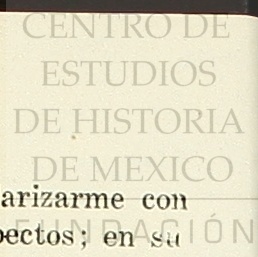 CENTRO DE
ESTUDIOS
DE HISTORIA
DE MEXICO
arizarme con
FUNDACIÓN
pectos; en su